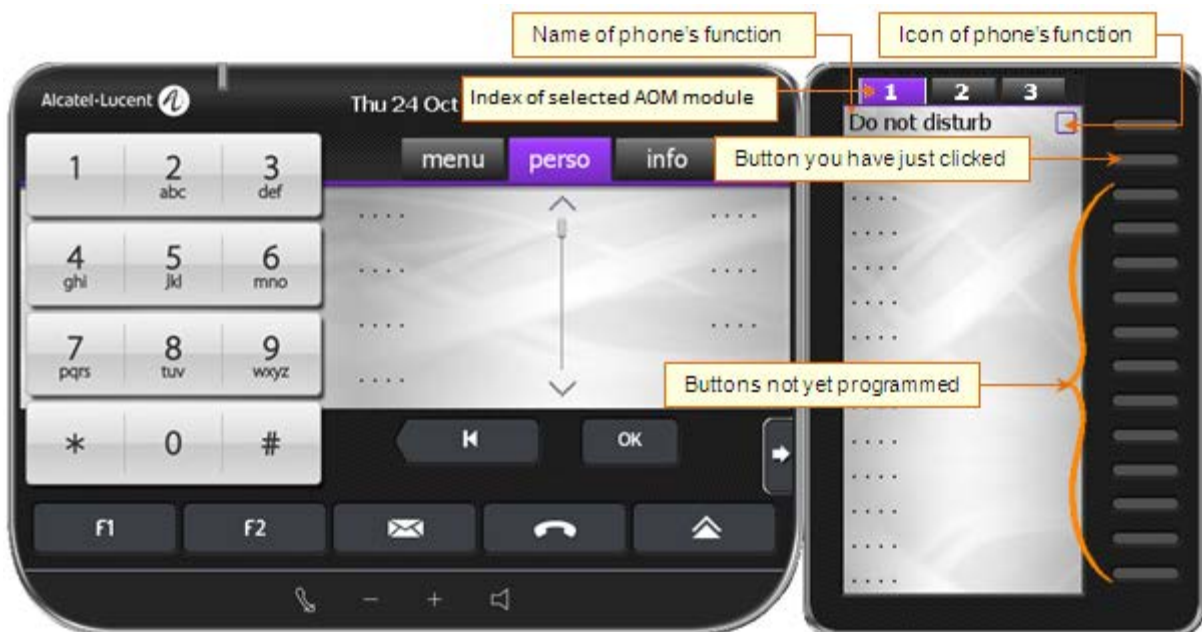 Name of phone's function
Icon of phone's function
Alcatel-Lucent
Thu 24 Oct
Index of selected AOM module
1 2 3
Do not disturb
menu perso info
Button you have just clicked
1 2 3
abc def
.... .... ....
....
4 5 6
ghi jkl mno
.... .... ....
....
7 8 9
pqrs tuv wxyz
.... .... ....
....
Buttons not yet programmed
* 0 #
OK
....
....
F1 F2
....
....
....
- +